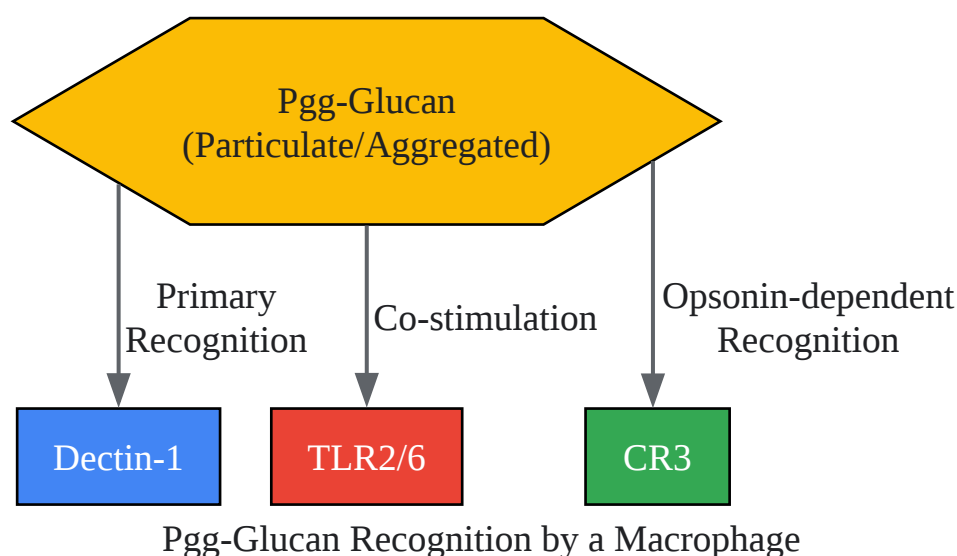 Pgg-Glucan
(Particulate/Aggregated)
Primary
Recognition
Co-stimulation
Opsonin-dependent
Recognition
Dectin-1
TLR2/6
CR3
Pgg-Glucan Recognition by a Macrophage